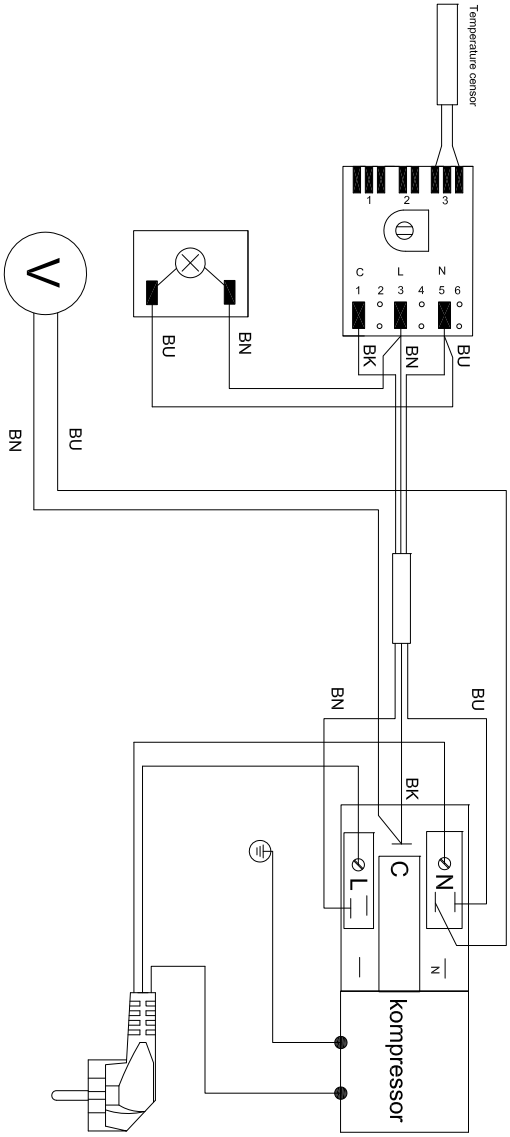 Temperature censor
1 2 3
C L N
1 2 3 4 5 6
BK BN BU
BU BN
V
BN BU
BN BU
BK
L C N
N
kompressor